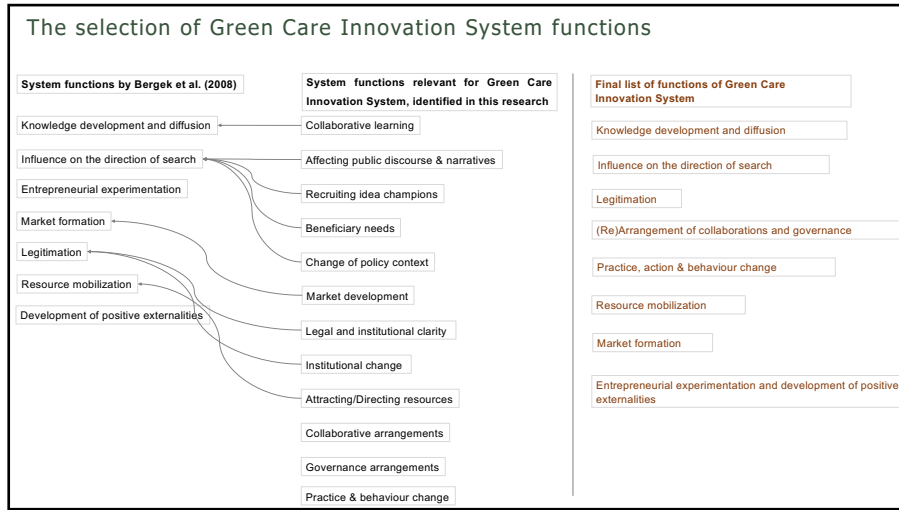 The selection of Green Care Innovation System functions
System functions by Bergek et al. (2008)
Knowledge development and diffusion
Influence on the direction of search
Entrepreneurial experimentation
Market formation
Legitimation
Resource mobilization
Development of positive externalities
System functions relevant for Green Care
Innovation System, identified in this research
Collaborative learning
Affecting public discourse & narratives
Recruiting idea champions
Beneficiary needs
Change of policy context
Market development
Legal and institutional clarity
Institutional change
Attracting/Directing resources
Collaborative arrangements
Governance arrangements
Practice & behaviour change
Final list of functions of Green Care
Innovation System
Knowledge development and diffusion
Influence on the direction of search
Legitimation
(Re)Arrangement of collaborations and governance
Practice, action & behaviour change
Resource mobilization
Market formation
Entrepreneurial experimentation and development of positive
externalities